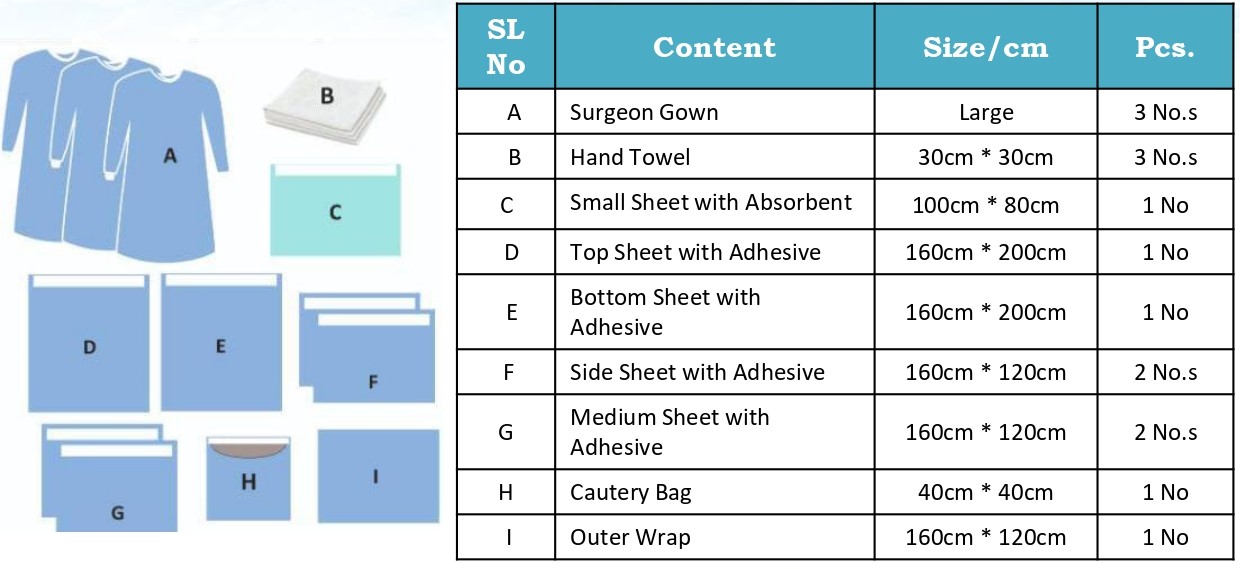 A
B
C
D
E
F
G
H
I
SL No Content Size/cm Pcs.
A Surgeon Gown Large 3 No.s
B Hand Towel 30cm * 30cm 3 No.s
C Small Sheet with Absorbent 100cm * 80cm 1 No
D Top Sheet with Adhesive 160cm * 200cm 1 No
E Bottom Sheet with Adhesive 160cm * 200cm 1 No
F Side Sheet with Adhesive 160cm * 120cm 2 No.s
G Medium Sheet with Adhesive 160cm * 120cm 2 No.s
H Cautery Bag 40cm * 40cm 1 No
I Outer Wrap 160cm * 120cm 1 No